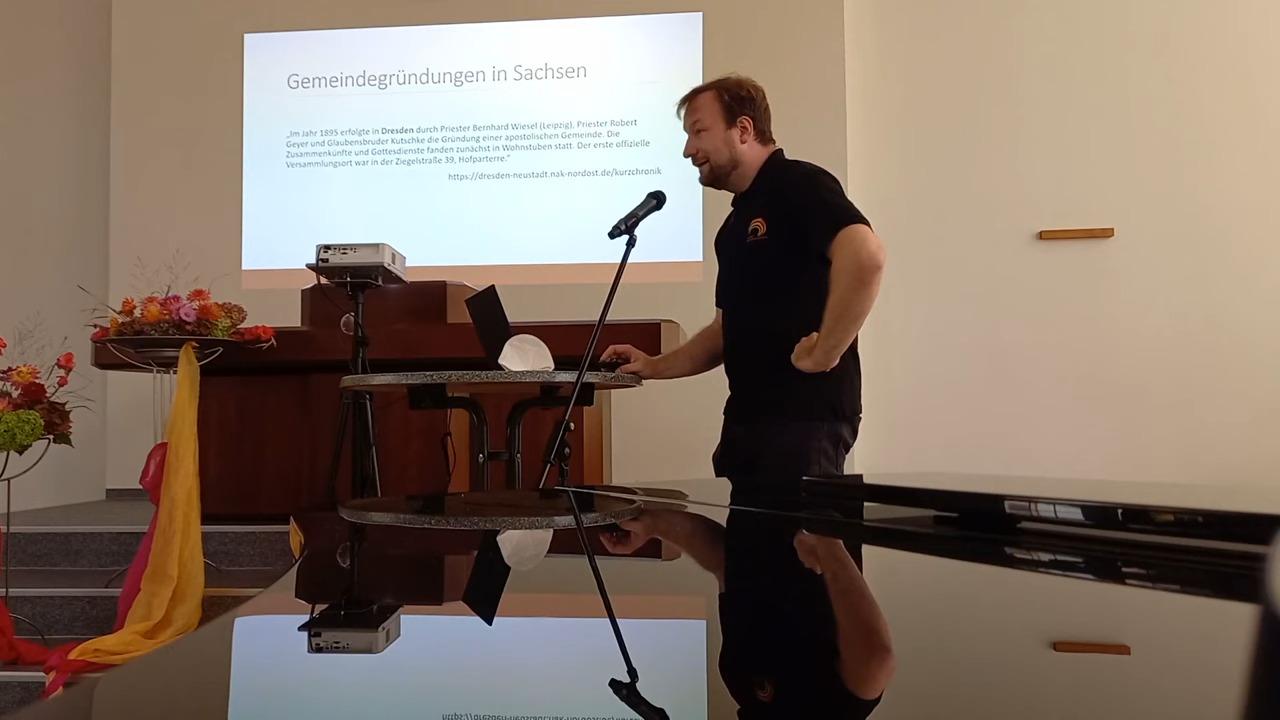 Gemeindegründungen in Sachsen
„Im Jahr 1895 erfolgte in Dresden durch Priester Bernhard Wiesel (Leipzig), Priester Robert
Geyer und Glaubensbruder Kutschke die Gründung einer apostolischen Gemeinde. Die
Zusammenkünfte und Gottesdienste fanden zunächst in Wohnstuben statt. Der erste offizielle
Versammlungsort war in der Ziegelstraße 39, Hofparterre.“
https://dresden-neustadt.nak-nordost.de/kurzchronik